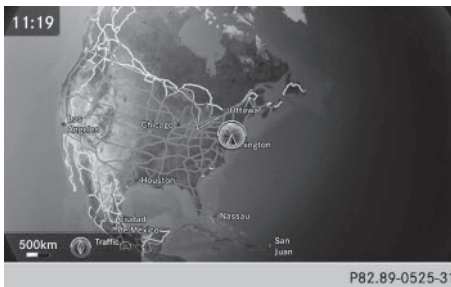 11:19
Ottawa
Los
Angeles
Chicago
ington
Houston
Ciudad
de Mexico
Nassau
San
Juan
500km
Traffic
P82.89-0525-31